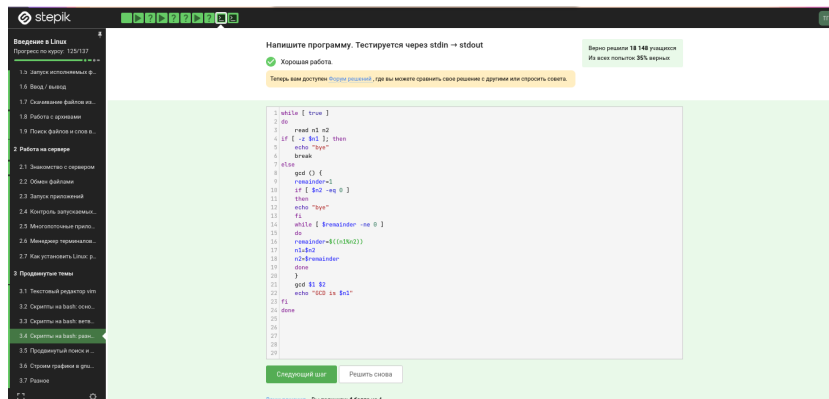 stepik
Введение в Linux
Прогресс по курсу: 125/137
1.5 Запуск исполняемых ф...
1.6 Ввод / вывод
1.7 Скачивание файлов из...
1.8 Работа с архивами
1.9 Поиск файлов и слов в...
2 Работа на сервере
2.1 Знакомство с сервером
2.2 Обмен файлами
2.3 Запуск приложений
2.4 Контроль запускаемых...
2.5 Многопоточные прило...
2.6 Менеджер терминалов...
2.7 Как установить Linux: р...
3 Продвинутые темы
3.1 Текстовый редактор vim
3.2 Скрипты на bash: осно...
3.3 Скрипты на bash: ветв...
3.4 Скрипты на bash: разн...
3.5 Продвинутый поиск и ...
3.6 Строим графики в gnu...
3.7 Разное
Напишите программу. Тестируется через stdin → stdout
Хорошая работа.
Верно решили 18 148 учащихся
Из всех попыток 35% верных
Теперь вам доступен Форум решений, где вы можете сравнить свое решение с другими или спросить совета.
1 while [ true ]
2 do
3 read n1 n2
4 if [ -z $n1 ]; then
5 echo "bye"
6 break
7 else
8 gcd () {
9 remainder=1
10 if [ $n2 -eq 0 ]
11 then
12 echo "bye"
13 fi
14 while [ $remainder -ne 0 ]
15 do
16 remainder=$((n1%n2))
17 n1=$n2
18 n2=$remainder
19 done
20 }
21 gcd $1 $2
22 echo "GCD is $n1"
23 fi
24 done
25
26
27
28
29
Следующий шаг
Решить снова